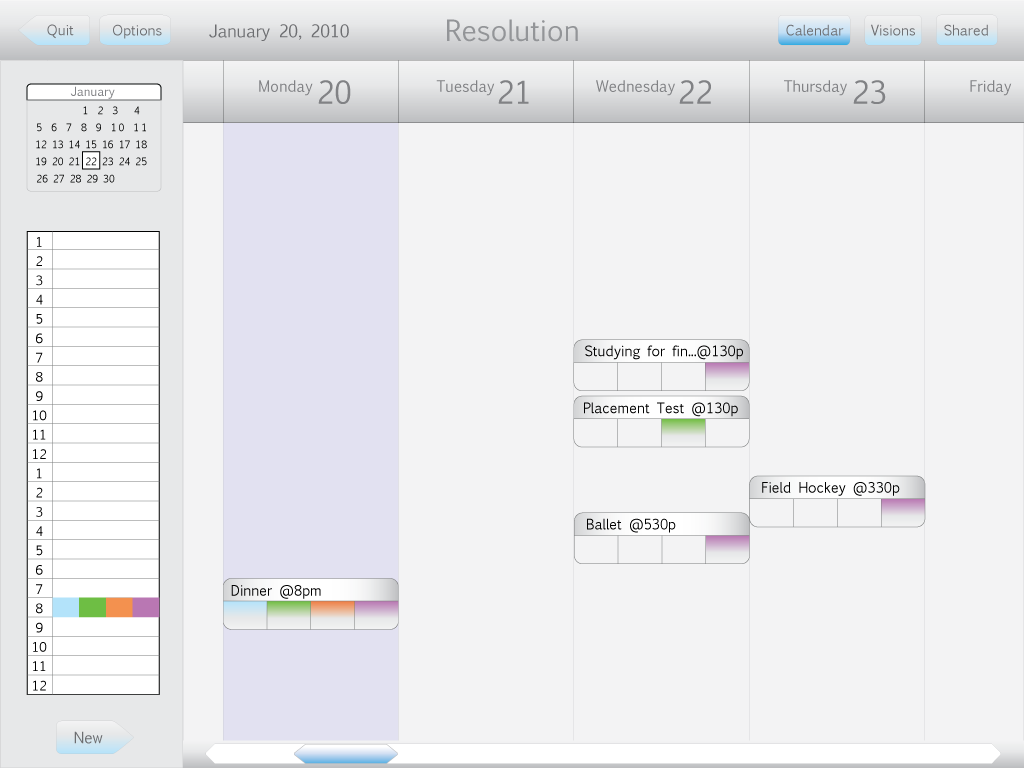 Quit Options January 20, 2010 Resolution Calendar Visions Shared
Monday 20 Tuesday 21 Wednesday 22 Thursday 23 Friday
January
1 2 3 4
5 6 7 8 9 10 11
12 13 14 15 16 17 18
19 20 21 22 23 24 25
26 27 28 29 30
1
2
3
4
5
6
7
8
9
10
11
12
1
2
3
4
5
6
7
8
9
10
11
12
New
Studying for fin...@130p
Placement Test @130p
Field Hockey @330p
Ballet @530p
Dinner @8pm